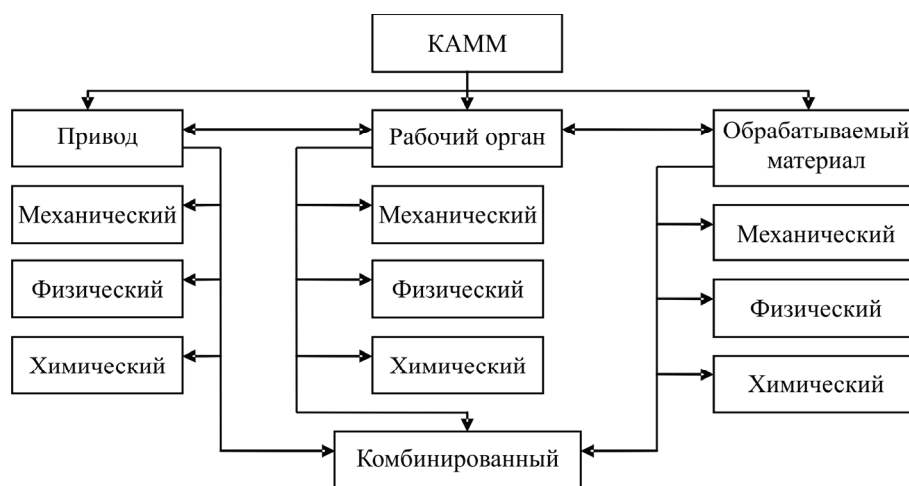 КАММ
Привод
Рабочий орган
Обрабатываемый
материал
Механический
Механический
Механический
Физический
Физический
Физический
Химический
Химический
Химический
Комбинированный